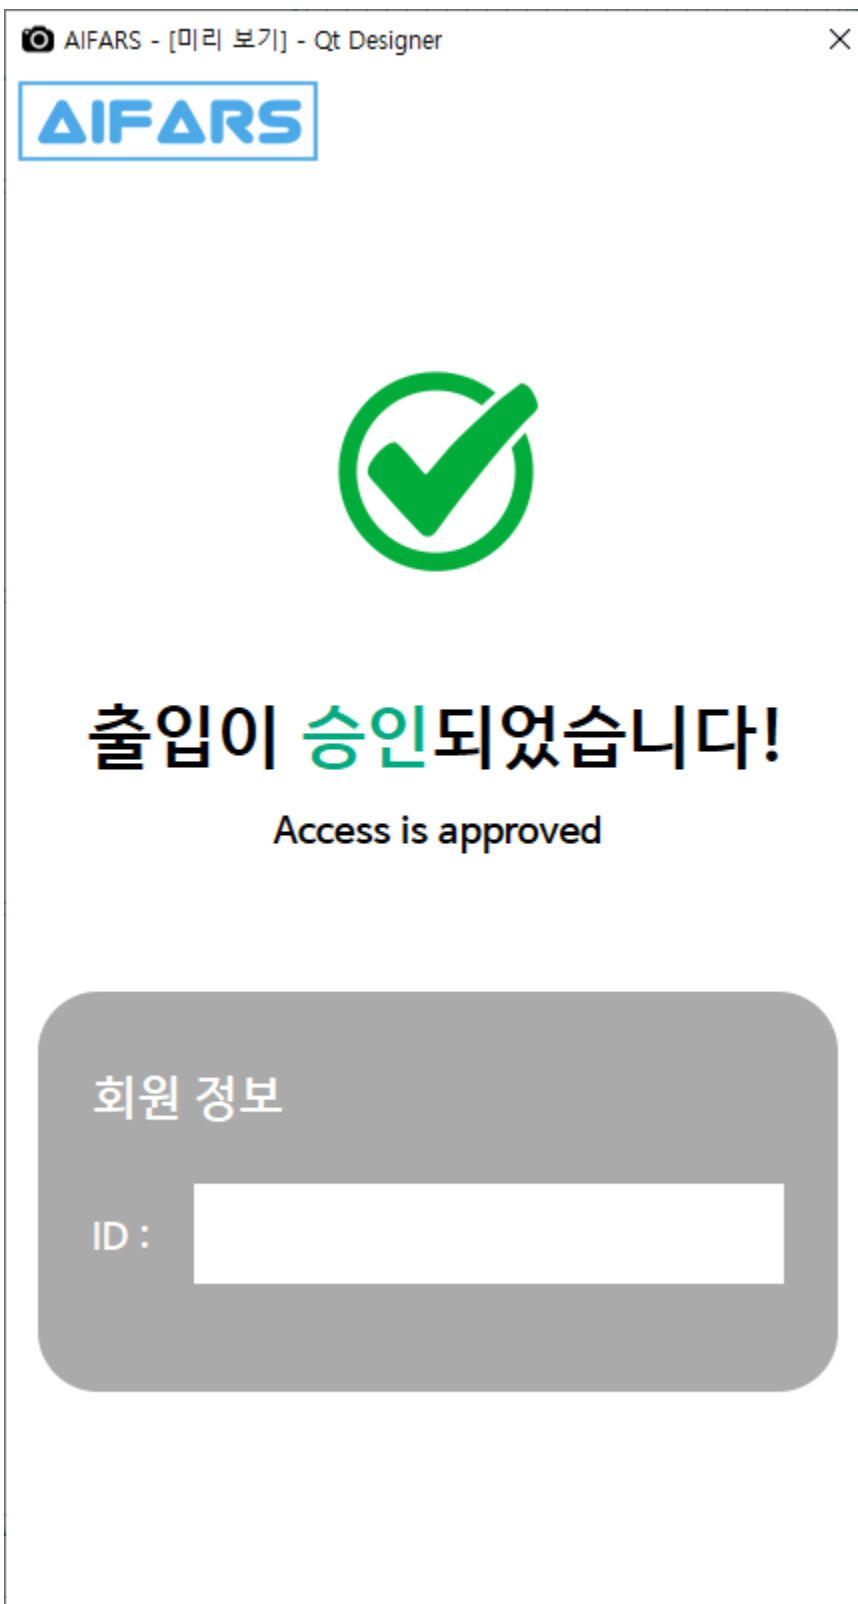 AIFARS - [미리 보기] - Qt Designer
AIFARS
출입이 승인되었습니다!
Access is approved
회원 정보
ID :